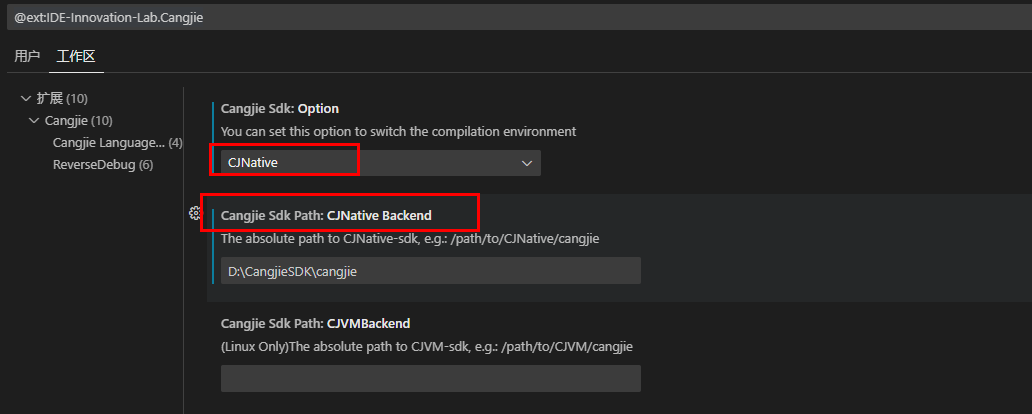 @ext:IDE-Innovation-Lab.Cangjie
用户 工作区
扩展 (10)
Cangjie (10)
Cangjie Language... (4)
ReverseDebug (6)
Cangjie Sdk: Option
You can set this option to switch the compilation environment
CJNative
Cangjie Sdk Path: CJNative Backend
The absolute path to CJNative-sdk, e.g.: /path/to/CJNative/cangjie
D:\CangjieSDK\cangjie
Cangjie Sdk Path: CJVMBackend
(Linux Only)The absolute path to CJVM-sdk, e.g.: /path/to/CJVM/cangjie